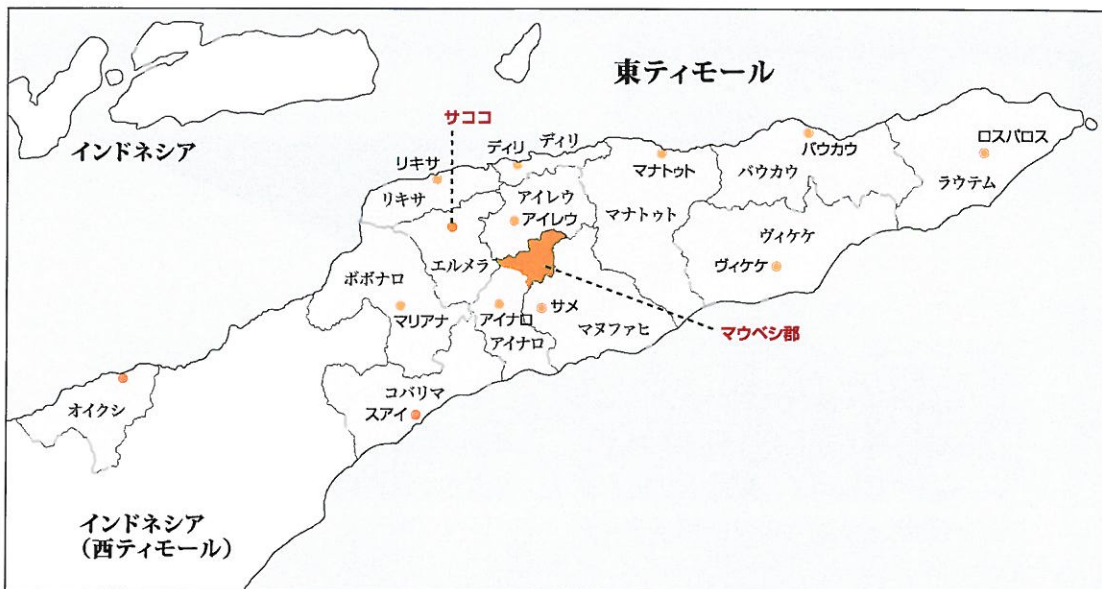 東ティモール
サココ
インドネシア
リキサ
リキサ
ディリ
ディリ
マナトゥト
バウカウ
バウカウ
ロスパロス
ラウテム
アイレウ
アイレウ
マナトゥト
ヴィケケ
ヴィケケ
エルメラ
ボボナロ
マリアナ
アイナロ
アイナロ
サメ
マヌファヒ
マウベシ郡
コバリマ
スアイ
オイクシ
インドネシア
(西ティモール)